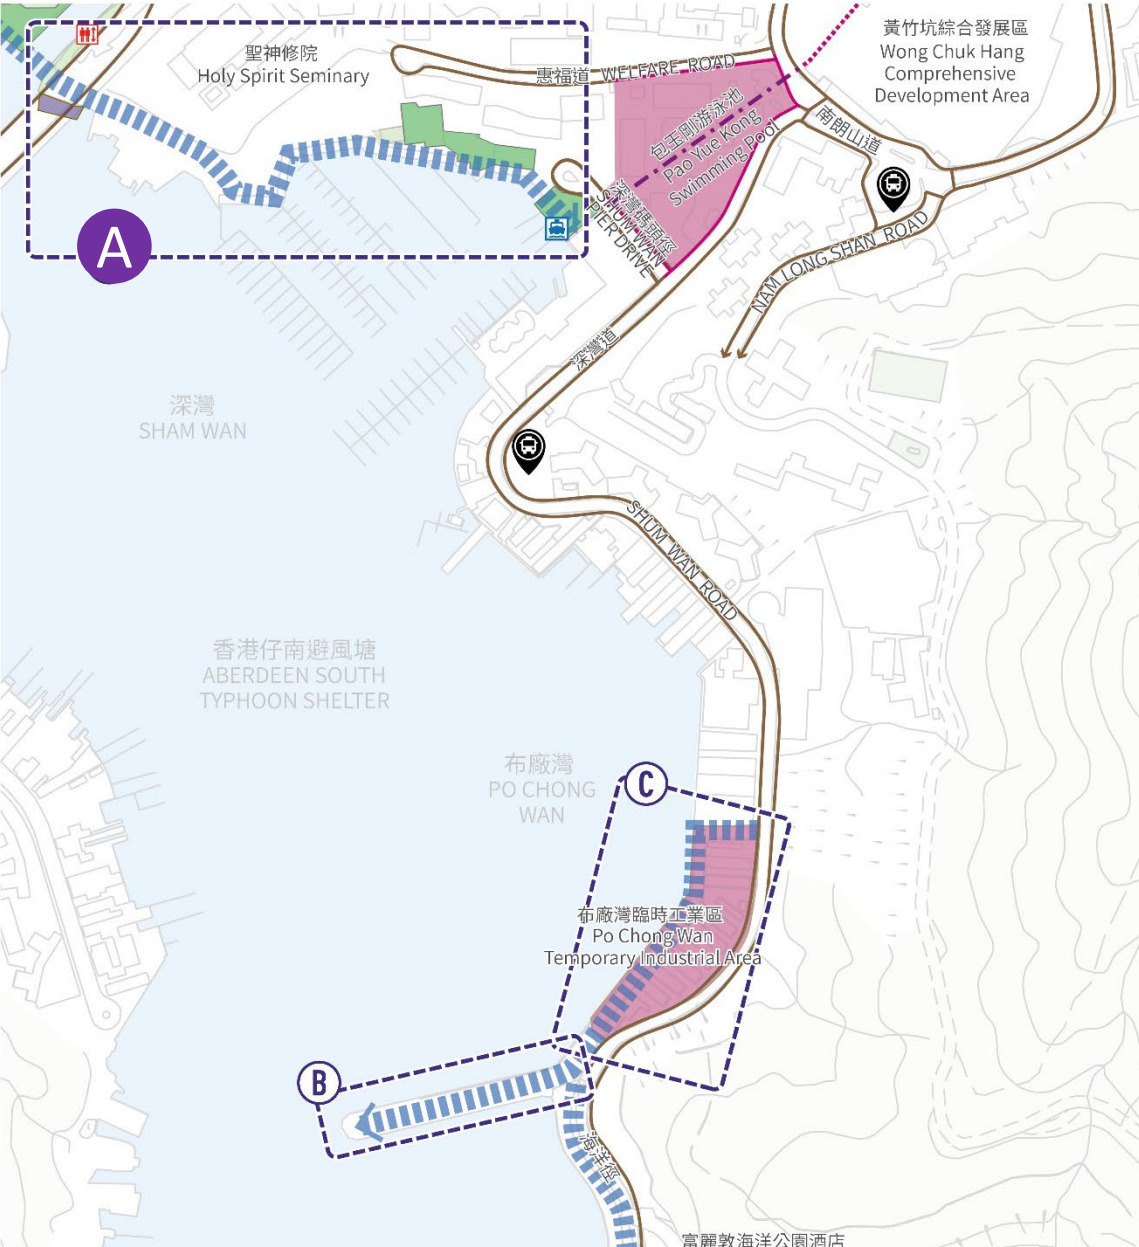 聖神修院
Holy Spirit Seminary
惠福道 WELFARE ROAD
黃竹坑綜合發展區
Wong Chuk Hang
Comprehensive
Development Area
包玉剛游泳池
Pao Yue Kong
Swimming Pool
南朗山道
深灣碼頭徑
SHUM WAN
PIER DRIVE
NAM LONG SHAN ROAD
A
深灣道
深灣
SHAM WAN
SHUM WAN ROAD
香港仔南避風塘
ABERDEEN SOUTH
TYPHOON SHELTER
布廠灣
PO CHONG
WAN
C
布廠灣臨時工業區
Po Chong Wan
Temporary Industrial Area
B
海洋徑
富麗敦海洋公園酒店